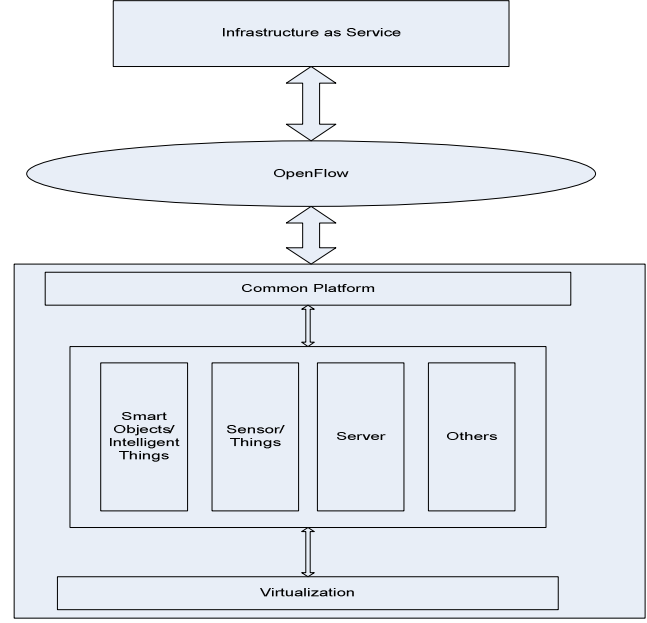 Infrastructure as Service
OpenFlow
Common Platform
Smart
Objects/
Intelligent
Things
Sensor/
Things
Server
Others
Virtualization